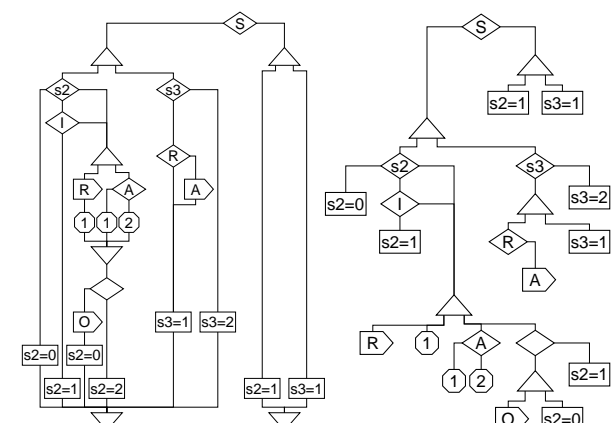 S
s2
s3
I
R
R
A
A
1
1
2
O
s3=1
s3=2
s2=0
s2=0
s2=1
s2=2
s2=1
s3=1
S
s2=1
s3=1
s2
s3
s2=0
I
s3=2
s2=1
R
s3=1
A
R
1
A
1
2
s2=1
O
s2=0